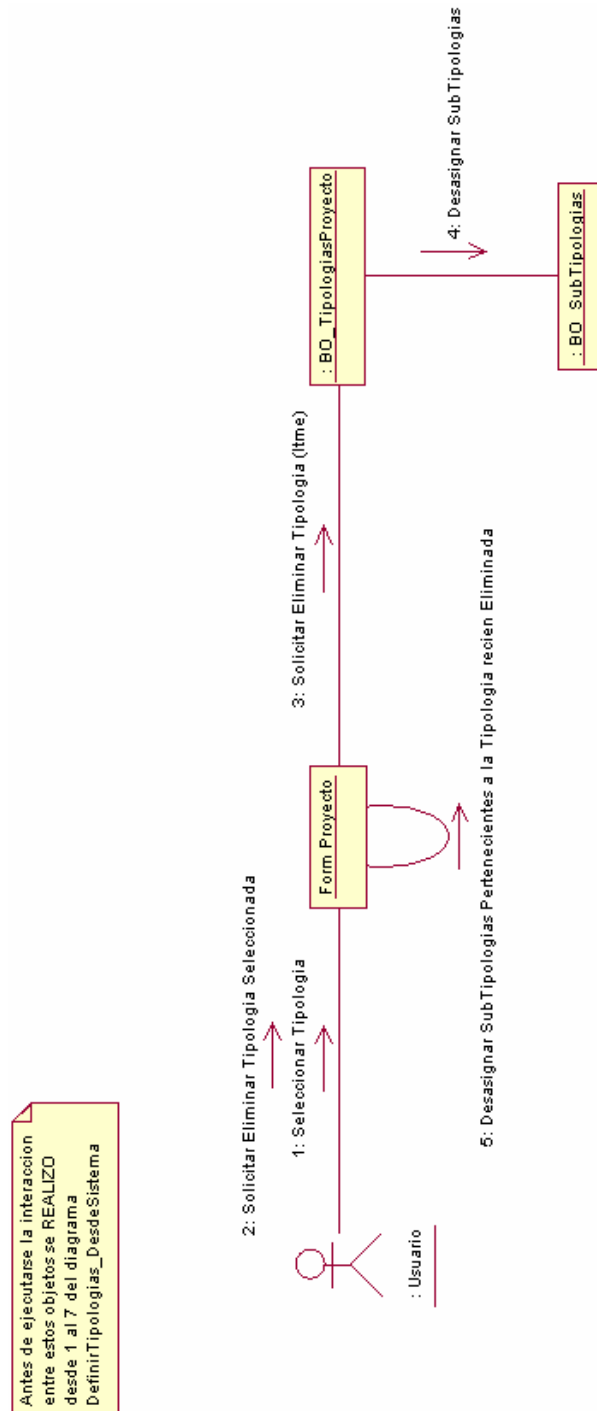 Antes de ejecutarse la interaccion
entre estos objetos se REALIZO
desde 1 al 7 del diagrama
DefinirTipologias_DesdeSistema
2: Solicitar Eliminar Tipologia Seleccionada
1: Seleccionar Tipologia
3: Solicitar Eliminar Tipologia (Itme)
: Usuario
Form Proyecto
: BO_TipologiasProyecto
4: Desasignar SubTipologias
5: Desasignar SubTipologias Pertenecientes a la Tipologia recien Eliminada
: BO_SubTipologias